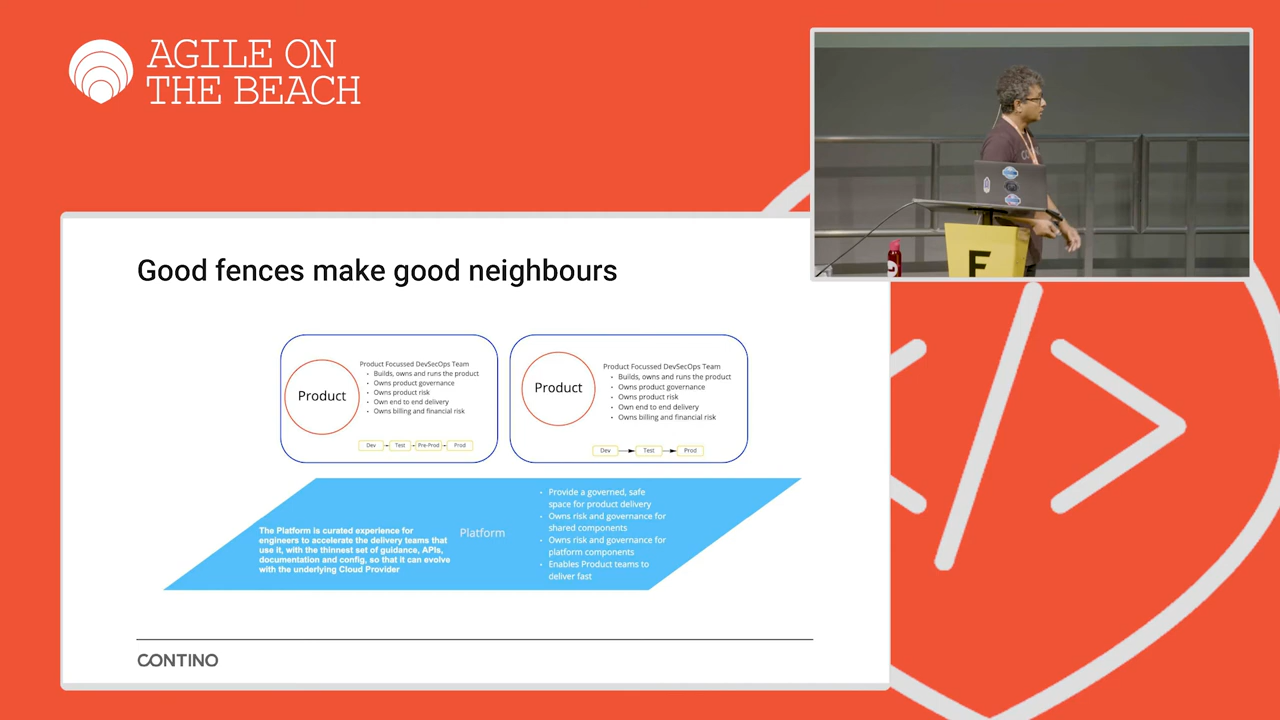 AGILE ON
THE BEACH
F
Good fences make good neighbours
Product
Product Focussed DevSecOps Team
• Builds, owns and runs the product
• Owns product governance
• Owns product risk
• Own end to end delivery
• Owns billing and financial risk
Dev Test Pre-Prod Prod
Product
Product Focussed DevSecOps Team
• Builds, owns and runs the product
• Owns product governance
• Owns product risk
• Own end to end delivery
• Owns billing and financial risk
Dev Test Prod
The Platform is curated experience for
engineers to accelerate the delivery teams that
use it, with the thinnest set of guidance, APIs,
documentation and config, so that it can evolve
with the underlying Cloud Provider
Platform
• Provide a governed, safe
space for product delivery
• Owns risk and governance for
shared components
• Owns risk and governance for
platform components
• Enables Product teams to
deliver fast
CONTINO